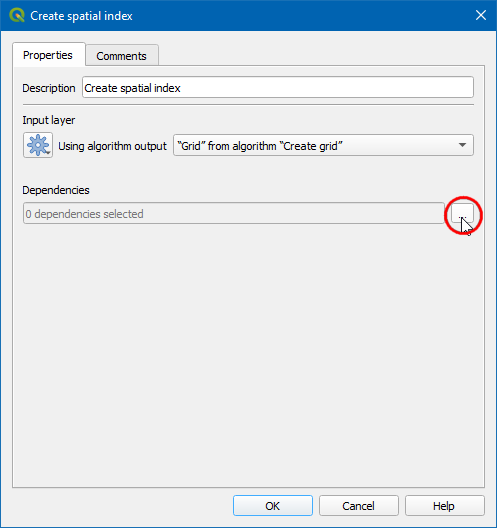 Create spatial index
Properties
Comments
Description
Create spatial index
Input layer
Using algorithm output
“Grid” from algorithm “Create grid”
Dependencies
0 dependencies selected
...
OK
Cancel
Help